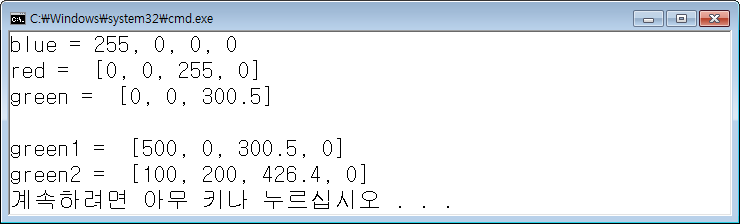 C:\Windows\system32\cmd.exe
blue = 255, 0, 0, 0
red =  [0, 0, 255, 0]
green =  [0, 0, 300.5]
green1 =  [500, 0, 300.5, 0]
green2 =  [100, 200, 426.4, 0]
계속하려면 아무 키나 누르십시오 . . .